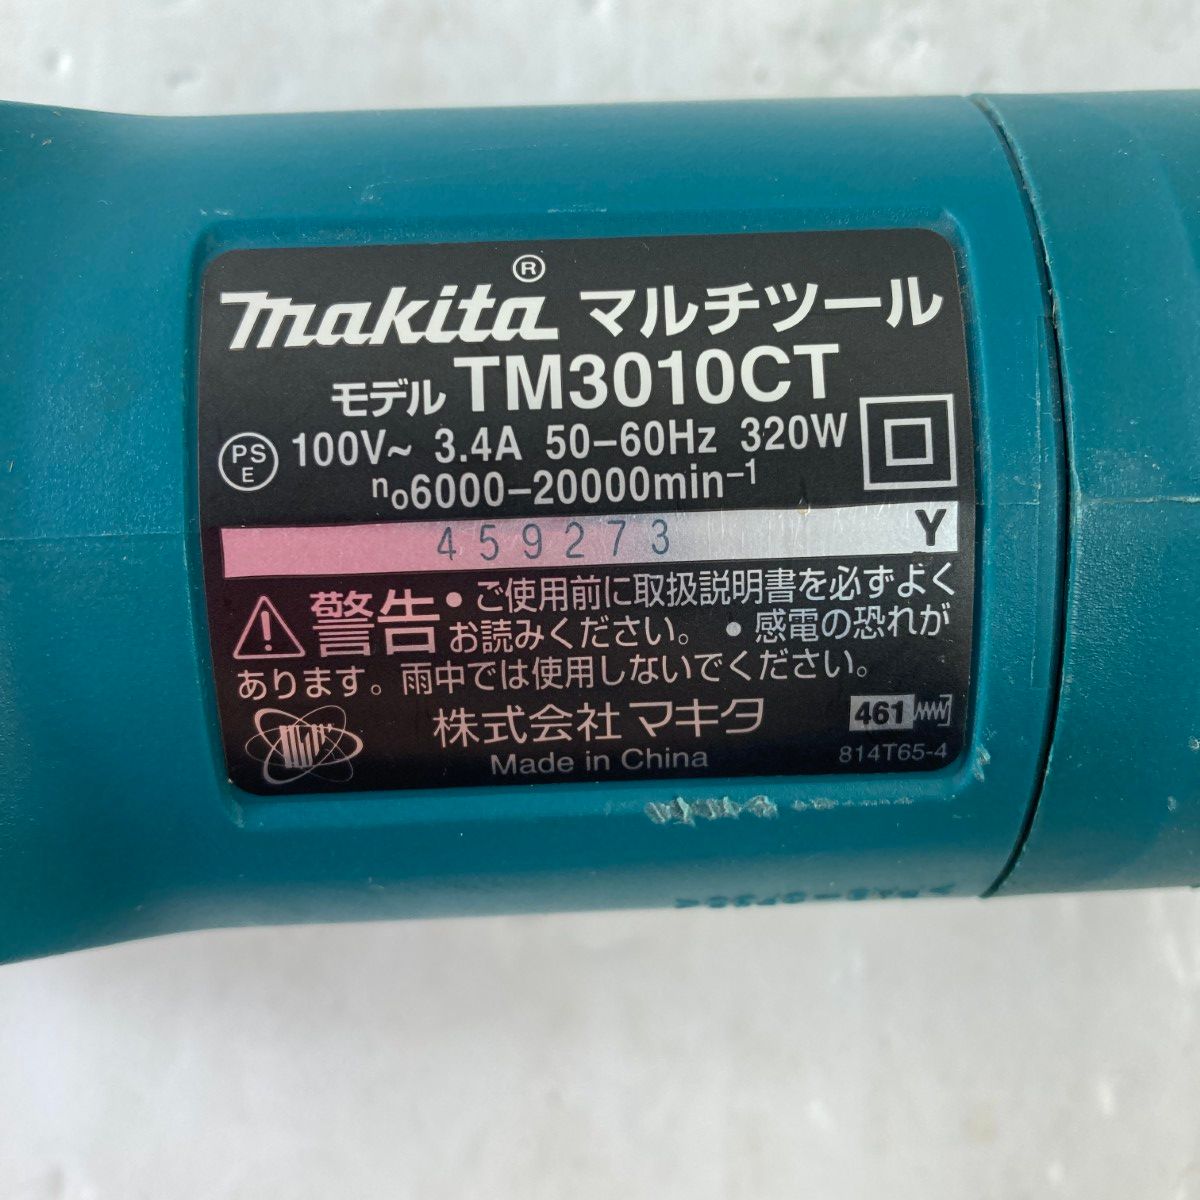 makita® マルチツール
モデル TM3010CT
PSE 100V~ 3.4A 50-60Hz 320W
n₀6000-20000min⁻¹
459273 Y
警告 • ご使用前に取扱説明書を必ずよく
お読みください。 • 感電の恐れが
あります。雨中では使用しないでください。
株式会社マキタ 461
Made in China 814T65-4